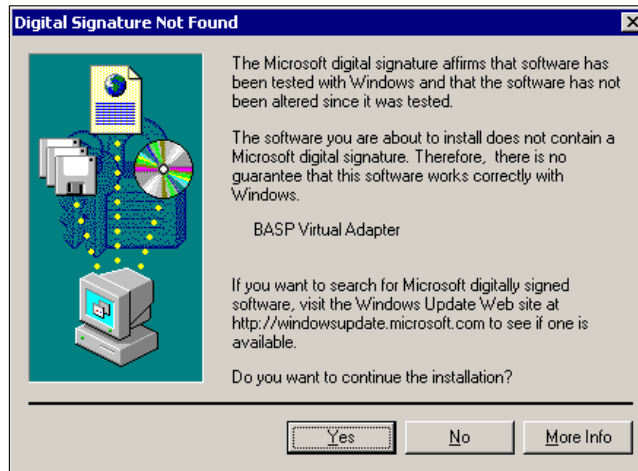 Digital Signature Not Found
The Microsoft digital signature affirms that software has
been tested with Windows and that the software has not
been altered since it was tested.
The software you are about to install does not contain a
Microsoft digital signature. Therefore, there is no
guarantee that this software works correctly with
Windows.
BASP Virtual Adapter
If you want to search for Microsoft digitally signed
software, visit the Windows Update Web site at
http://windowsupdate.microsoft.com to see if one is
available.
Do you want to continue the installation?
Yes No More Info